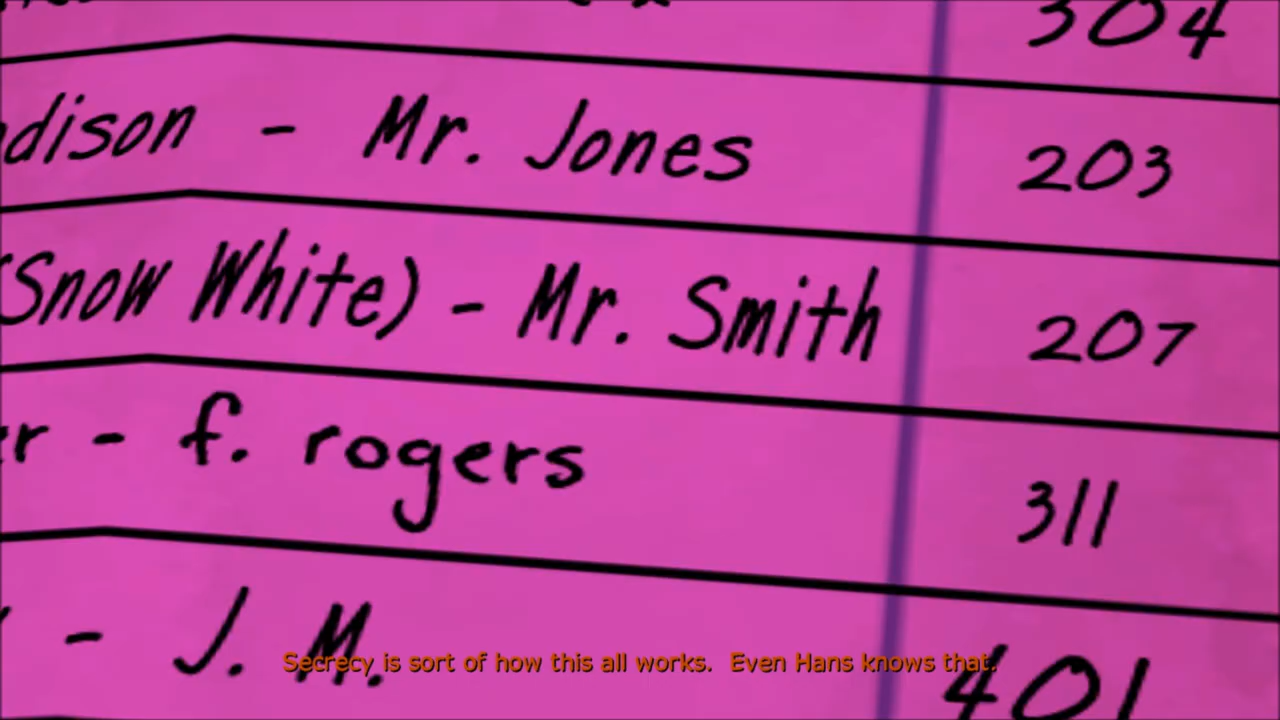 304
- Mr. Jones 203
(Snow White) - Mr. Smith 207
- f. rogers 311
- J. M. 401
Secrecy is sort of how this all works. Even Hans knows that.